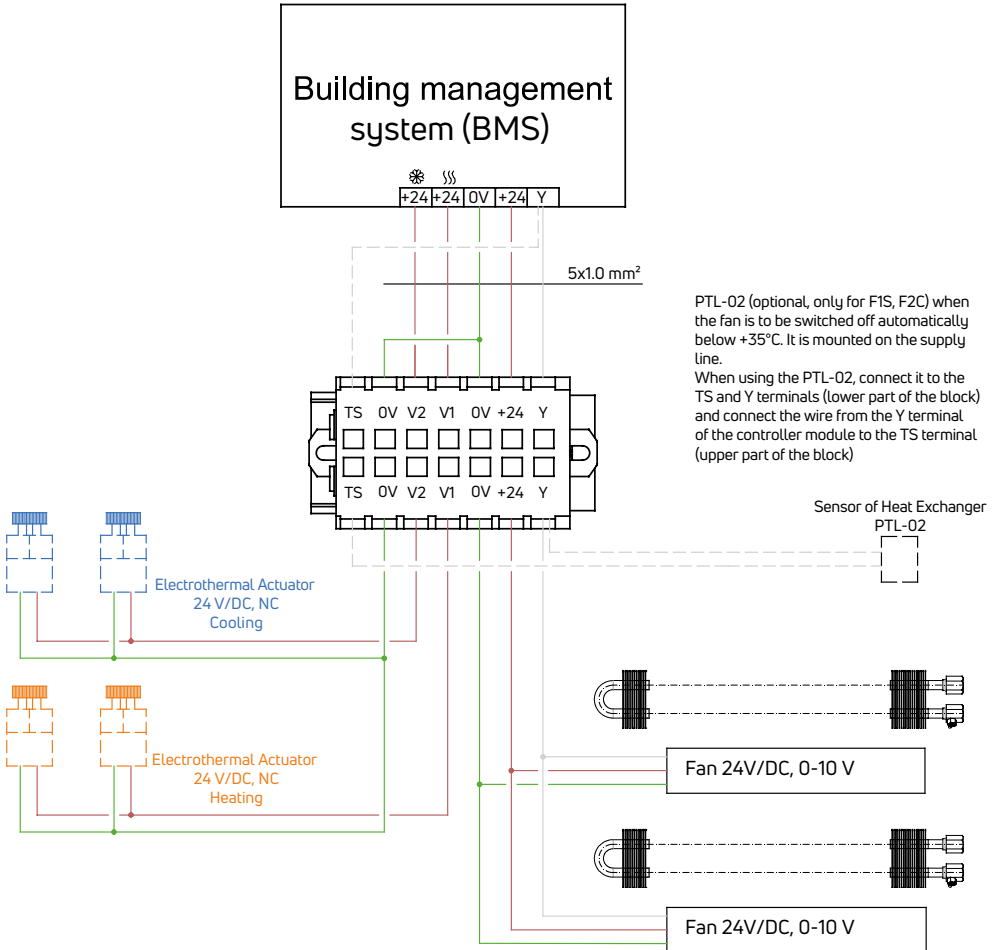 Building management
system (BMS)
+24 +24 0V +24 Y
5x1.0 mm²
PTL-02 (optional, only for F1S, F2C) when
the fan is to be switched off automatically
below +35°C. It is mounted on the supply
line.
When using the PTL-02, connect it to the
TS and Y terminals (lower part of the block)
and connect the wire from the Y terminal
of the controller module to the TS terminal
(upper part of the block)
TS 0V V2 V1 0V +24 Y
TS 0V V2 V1 0V +24 Y
Sensor of Heat Exchanger
PTL-02
Electrothermal Actuator
24 V/DC, NC
Cooling
Electrothermal Actuator
24 V/DC, NC
Heating
Fan 24V/DC, 0-10 V
Fan 24V/DC, 0-10 V